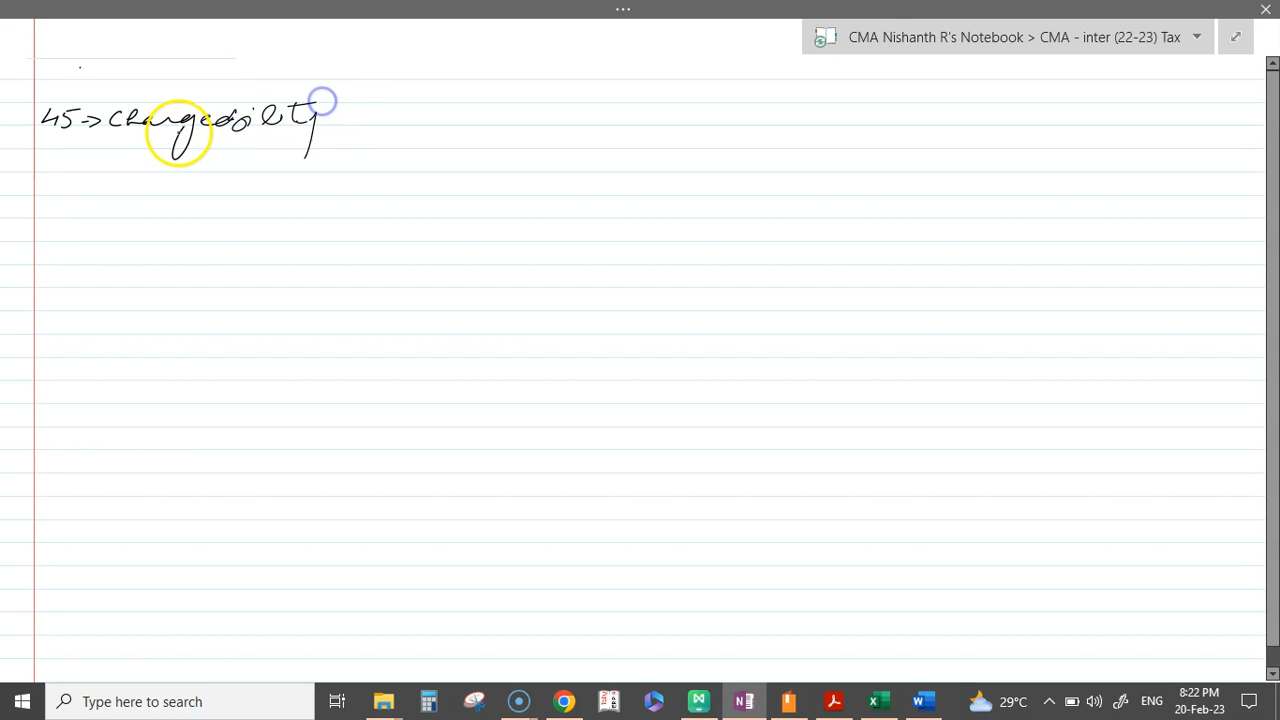 CMA Nishanth R's Notebook > CMA - inter (22-23) Tax
45 → chargeability
Type here to search
29°C
ENG
8:22 PM
20-Feb-23